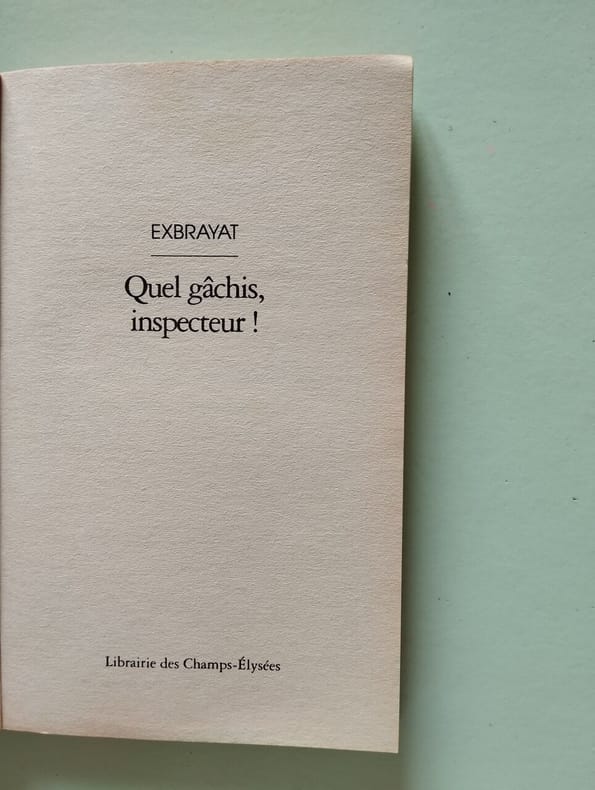 EXBRAYAT
Quel gâchis,
inspecteur !
Librairie des Champs-Élysées